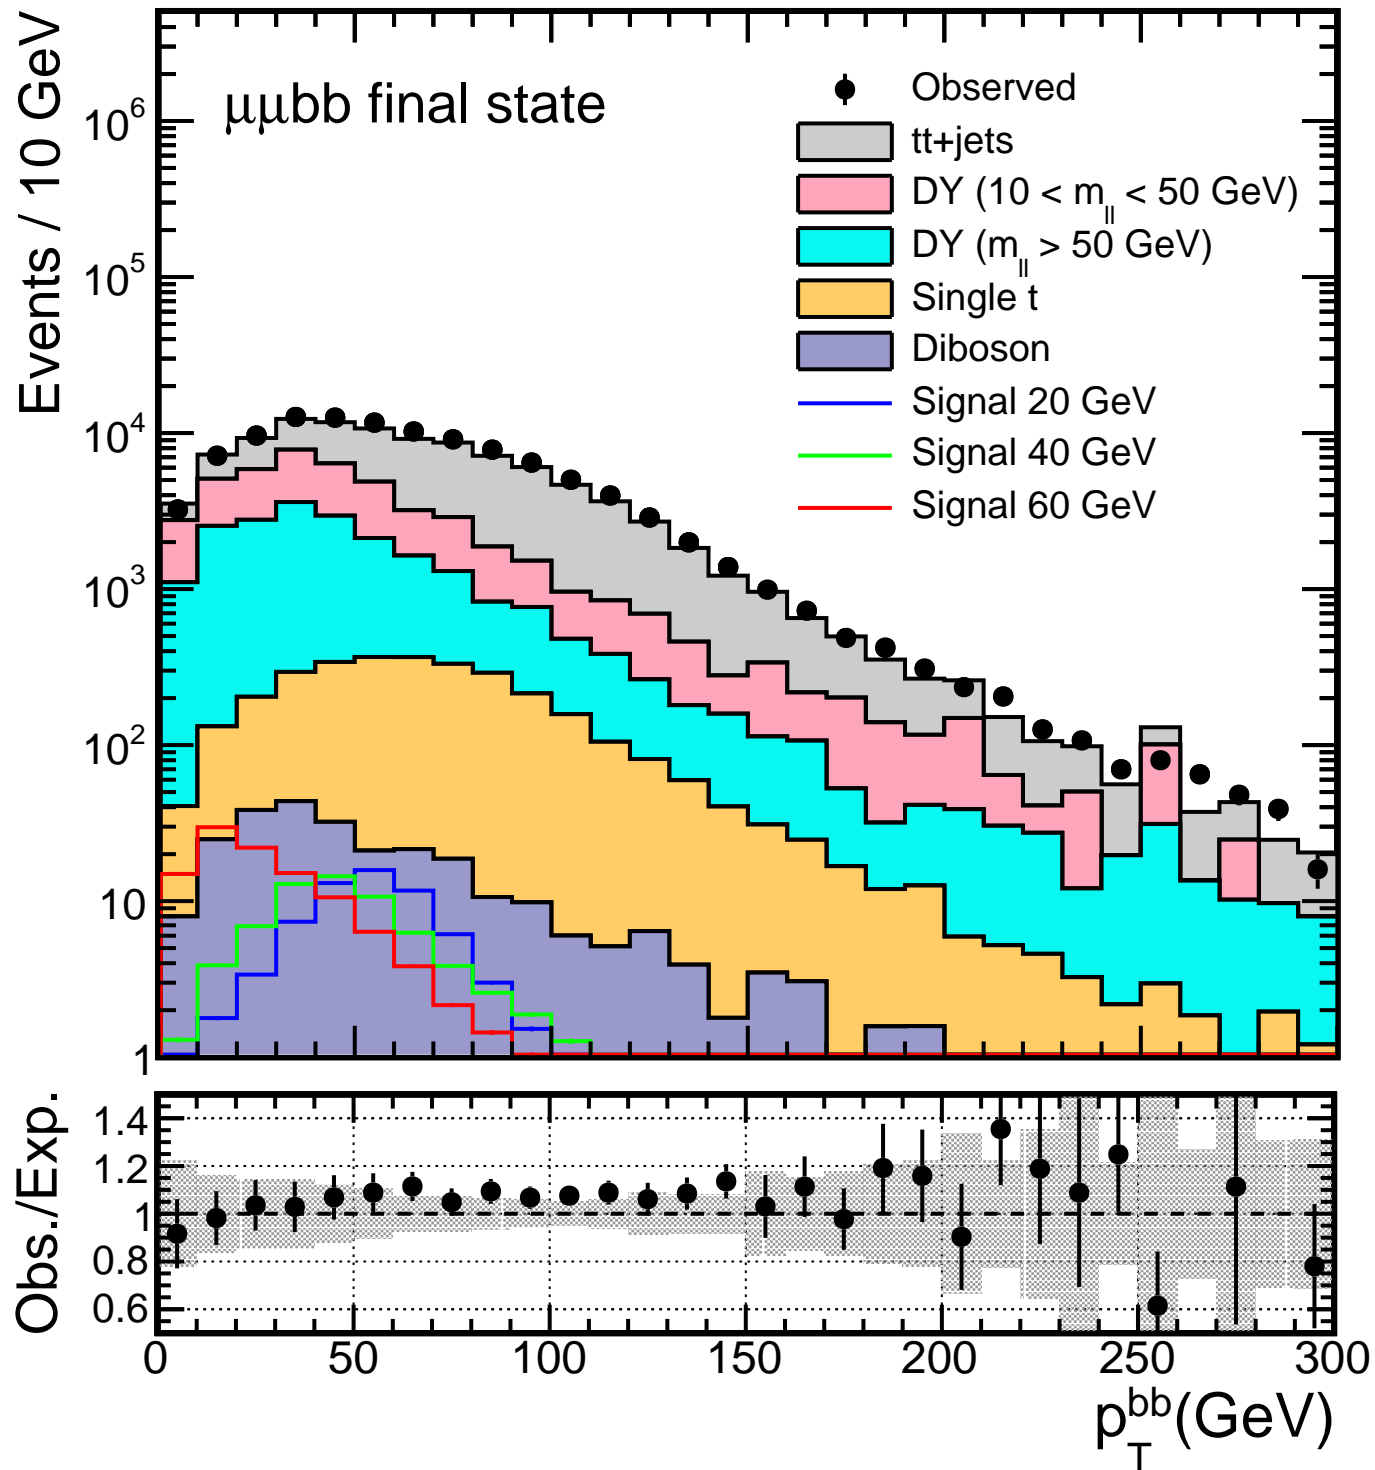 Events / 10 GeV
μμbb final state
Observed
tt+jets
DY (10 < m_ll < 50 GeV)
DY (m_ll > 50 GeV)
Single t
Diboson
Signal 20 GeV
Signal 40 GeV
Signal 60 GeV
10^6
10^5
10^4
10^3
10^2
10
1
Obs./Exp.
1.4
1.2
1
0.8
0.6
0 50 100 150 200 250 300
p_T^bb(GeV)